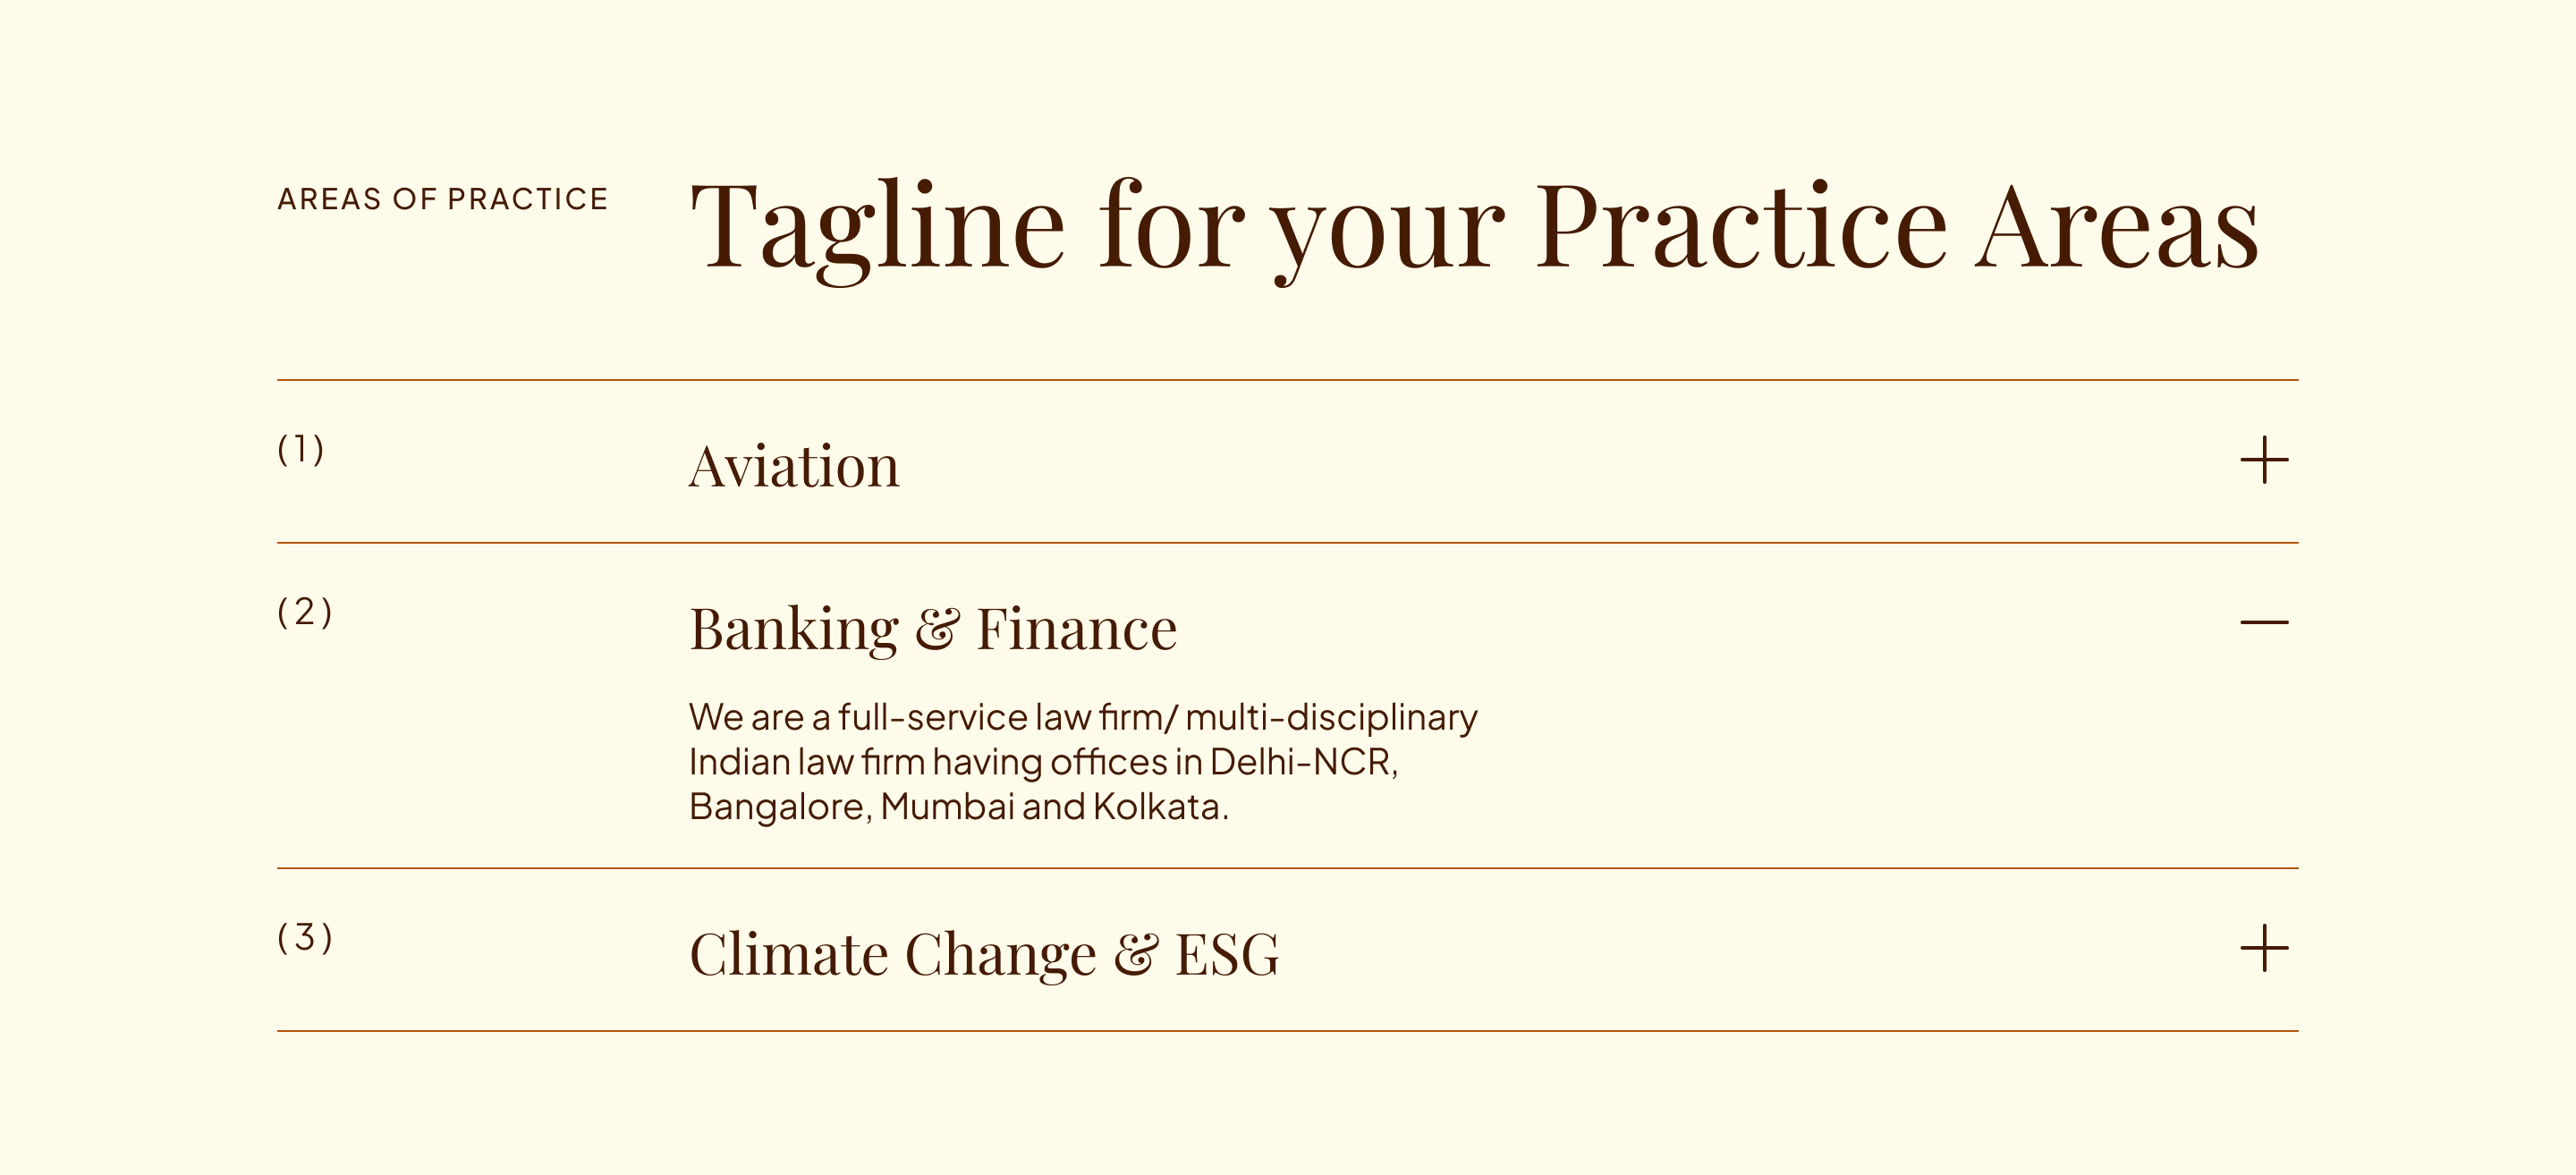 AREAS OF PRACTICE
Tagline for your Practice Areas
(1)
Aviation
(2)
Banking & Finance
We are a full-service law firm/ multi-disciplinary
Indian law firm having offices in Delhi-NCR,
Bangalore, Mumbai and Kolkata.
(3)
Climate Change & ESG